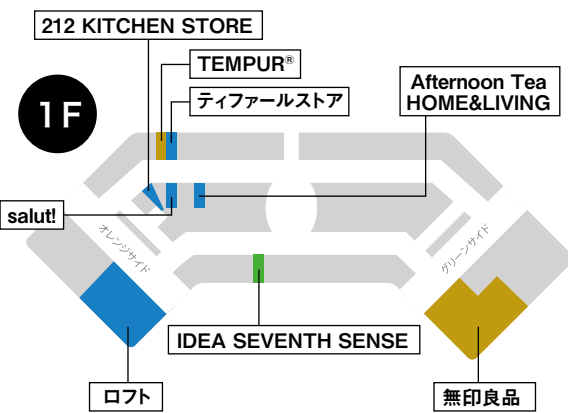 212 KITCHEN STORE
TEMPUR®
ティファールストア
Afternoon Tea
HOME&LIVING
1F
salut!
オレンジサイド
グリーンサイド
IDEA SEVENTH SENSE
ロフト
無印良品